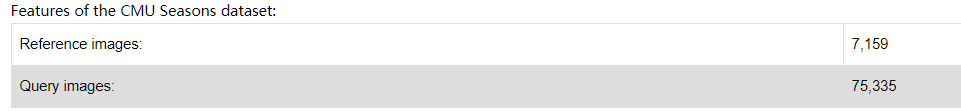 Features of the CMU Seasons dataset:
Reference images: 7,159
Query images: 75,335